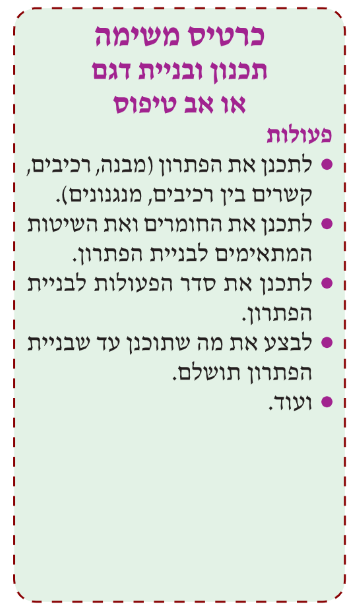 כרטיס משימה
תכנון ובניית דגם
או אב טיפוס
פעולות
• לתכנן את הפתרון (מבנה, רכיבים,
קשרים בין רכיבים, מנגנונים).
• לתכנן את החומרים ואת השיטות
המתאימים לבניית הפתרון.
• לתכנן את סדר הפעולות לבניית
הפתרון.
• לבצע את מה שתוכנן עד שבניית
הפתרון תושלם.
• ועוד.